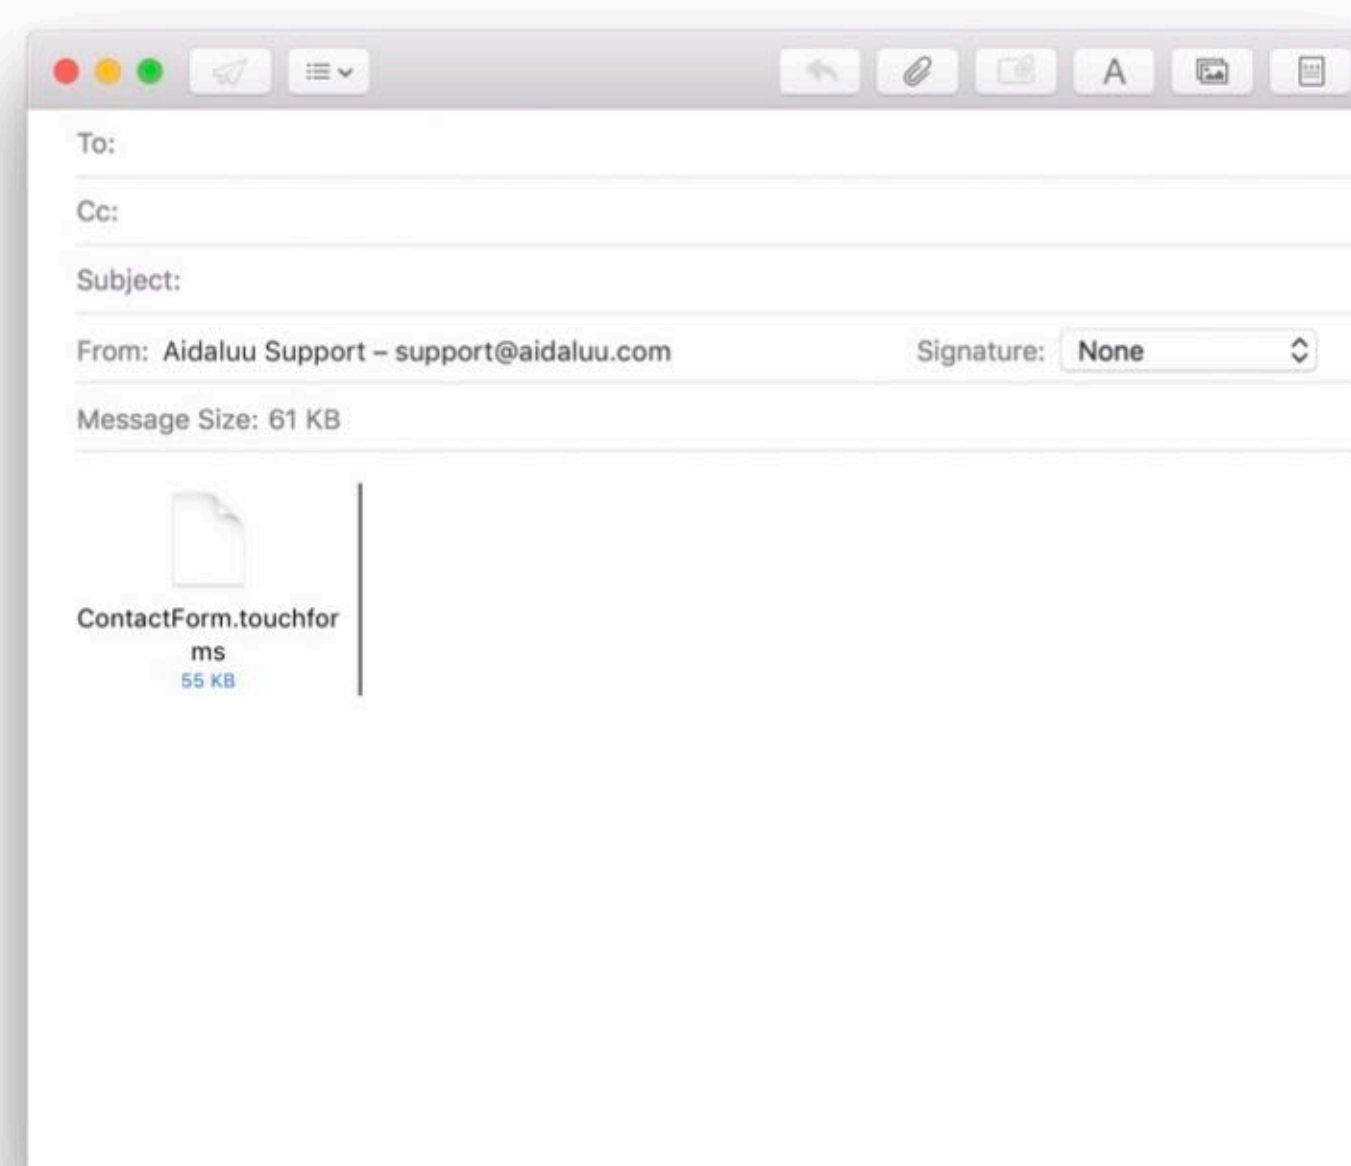 To:
Cc:
Subject:
From: Aidaluu Support – support@aidaluu.com Signature: None
Message Size: 61 KB
ContactForm.touchfor
ms
55 KB